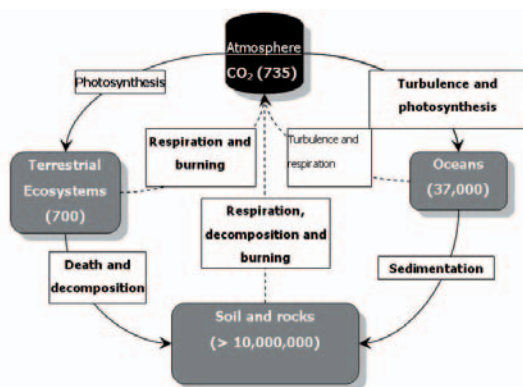 Atmosphere
CO₂ (735)
Photosynthesis
Turbulence and
photosynthesis
Respiration and
burning
Turbulence and
respiration
Terrestrial
Ecosystems
(700)
Oceans
(37,000)
Respiration,
decomposition and
burning
Death and
decomposition
Sedimentation
Soil and rocks
(> 10,000,000)